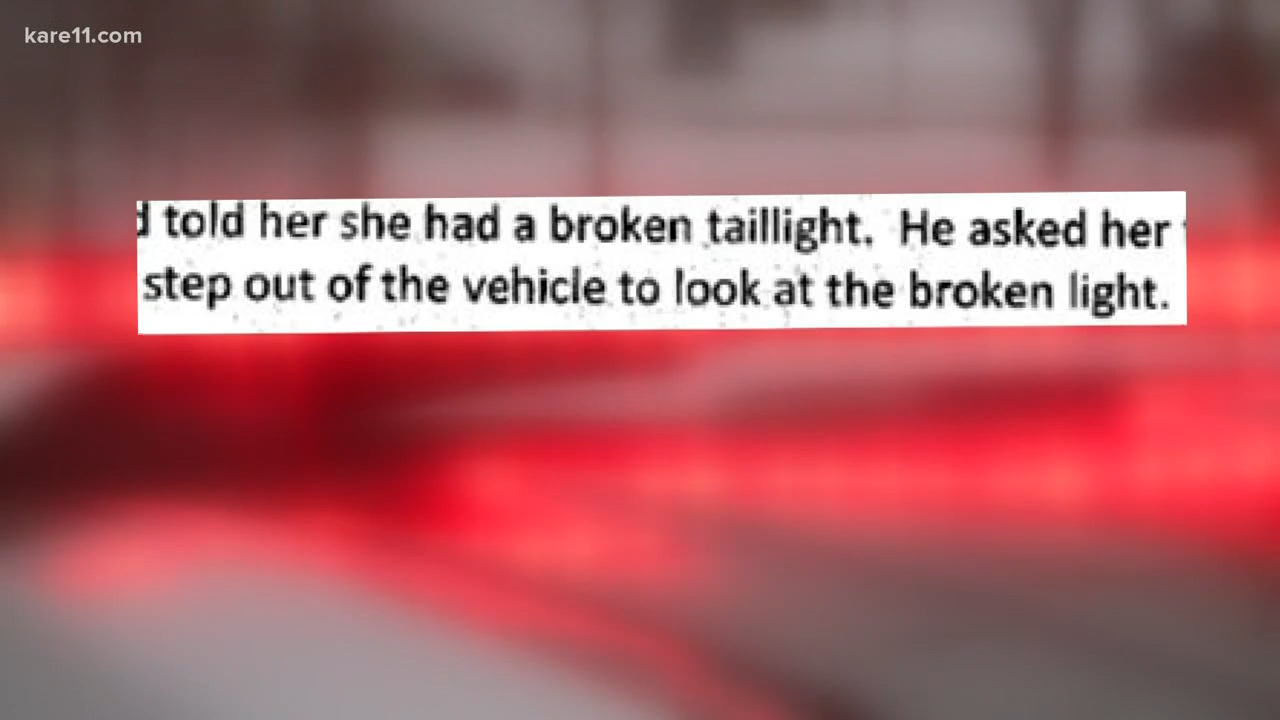 kare11.com
told her she had a broken taillight. He asked her
step out of the vehicle to look at the broken light.